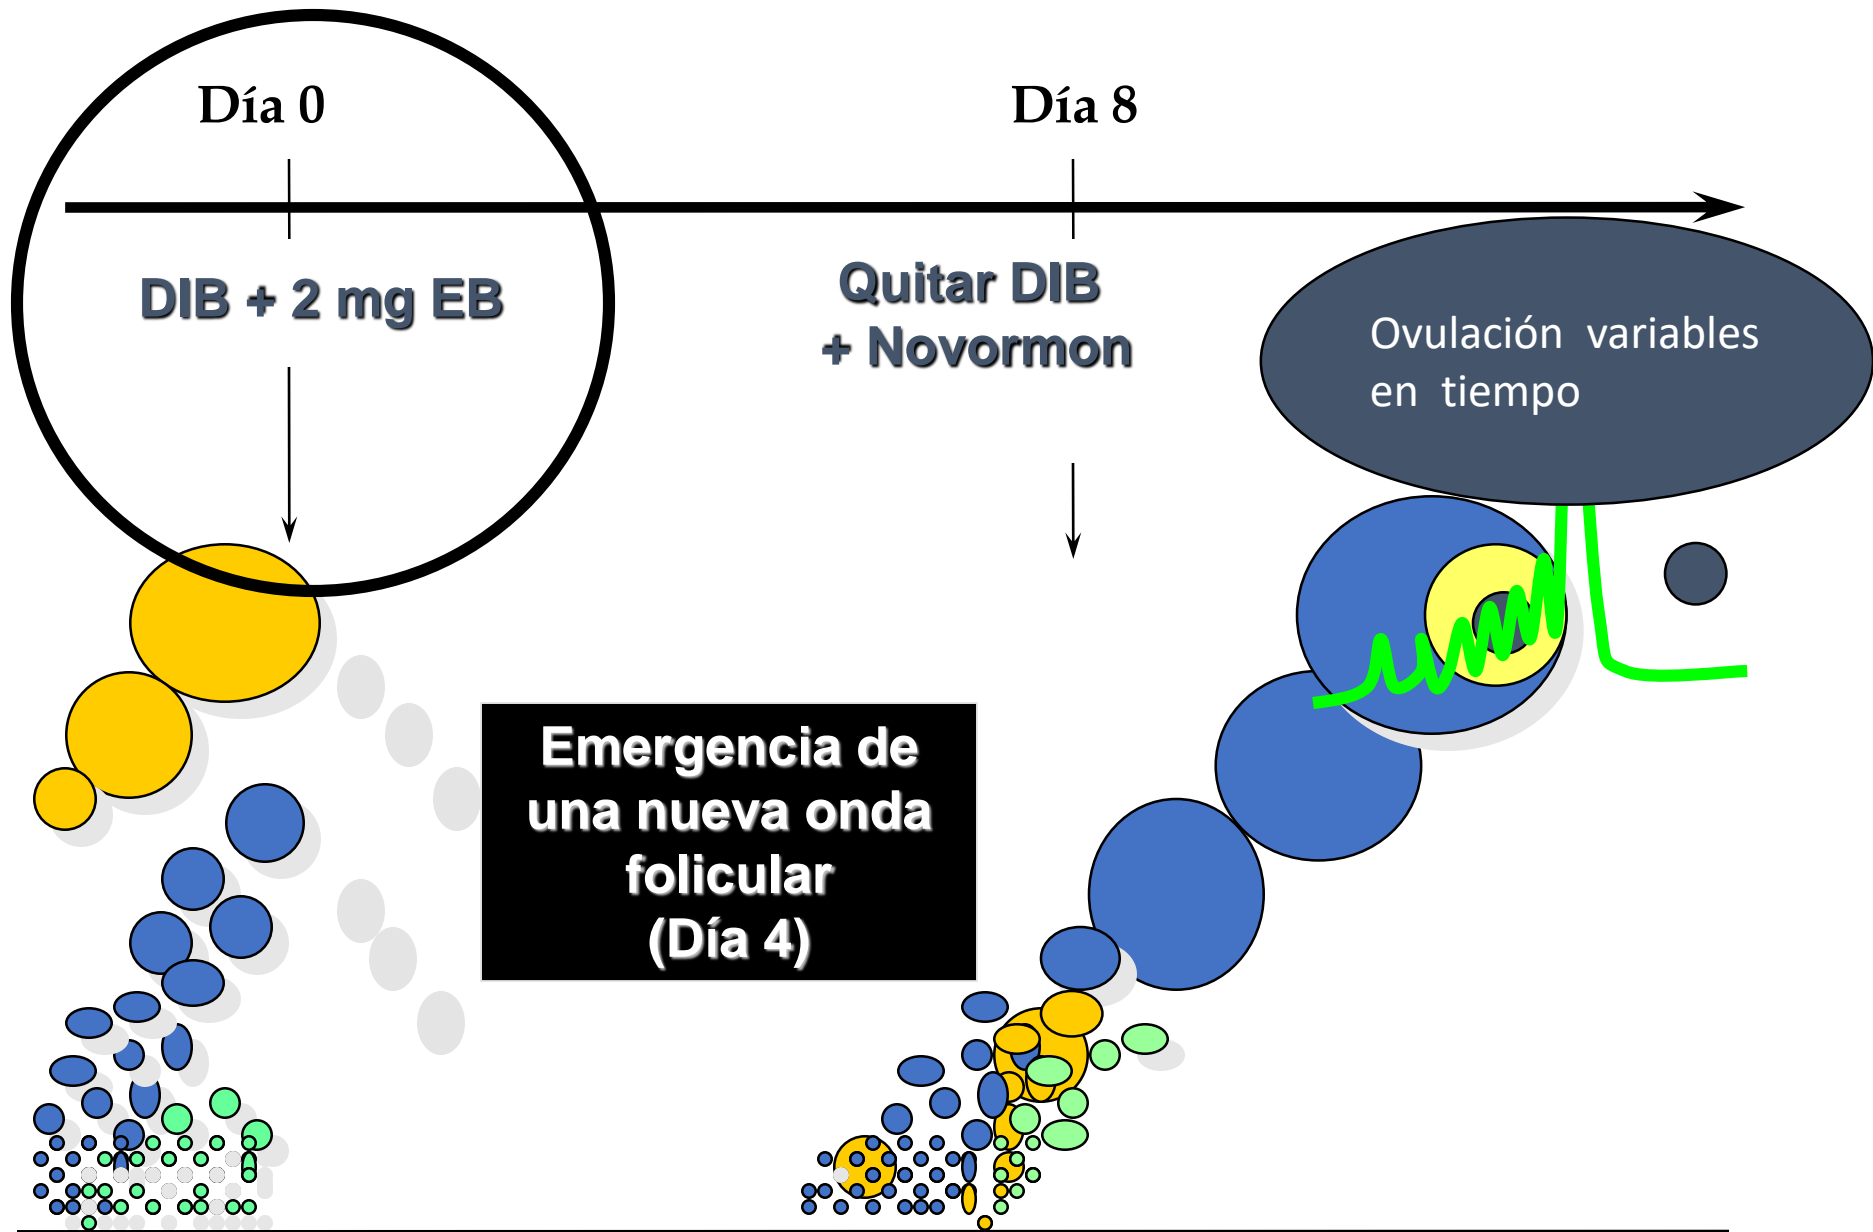 Día 0
Día 8
DIB + 2 mg EB
Quitar DIB
+ Novormon
Ovulación variables
en tiempo
Emergencia de
una nueva onda
folicular
(Día 4)